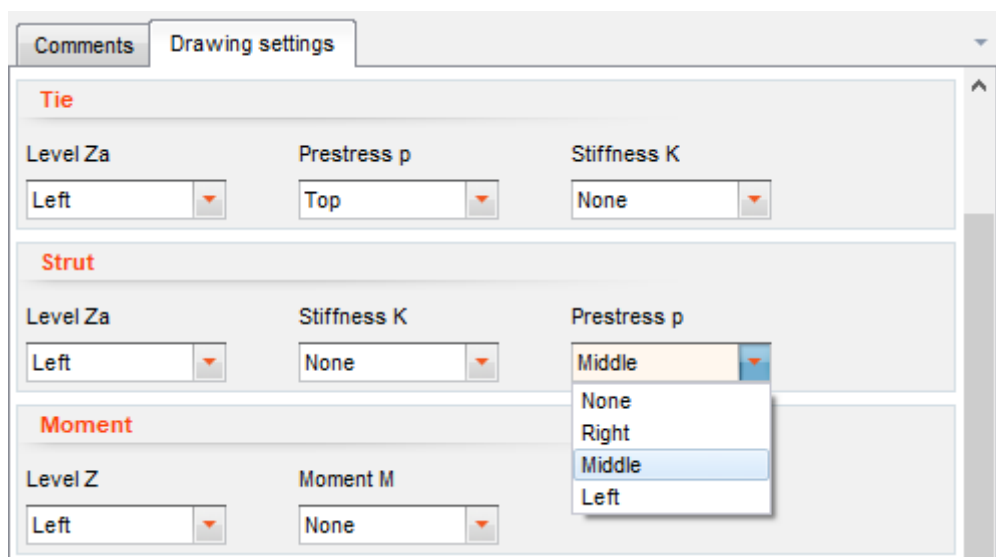 Comments Drawing settings
Tie
Level Za Prestress p Stiffness K
Left Top None
Strut
Level Za Stiffness K Prestress p
Left None Middle
None
Right
Middle
Left
Moment
Level Z Moment M
Left None